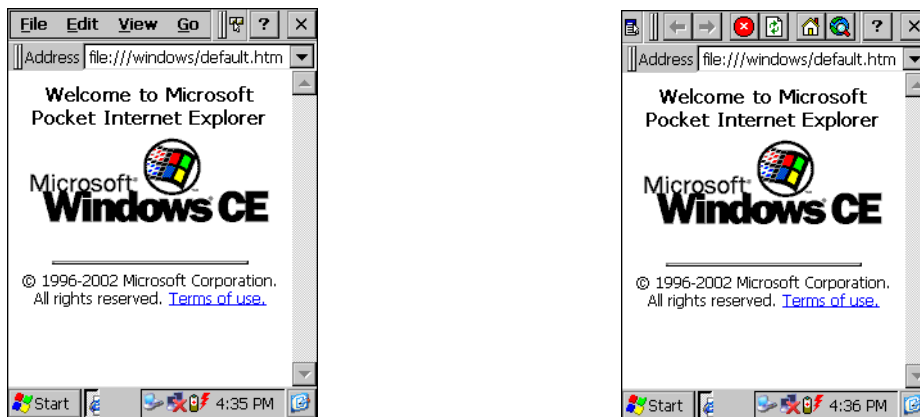 File Edit View Go ?
Address file:///windows/default.htm
Welcome to Microsoft
Pocket Internet Explorer
Microsoft
Windows CE
© 1996-2002 Microsoft Corporation.
All rights reserved. Terms of use.
Start 4:35 PM
?
Address file:///windows/default.htm
Welcome to Microsoft
Pocket Internet Explorer
Microsoft
Windows CE
© 1996-2002 Microsoft Corporation.
All rights reserved. Terms of use.
Start 4:36 PM